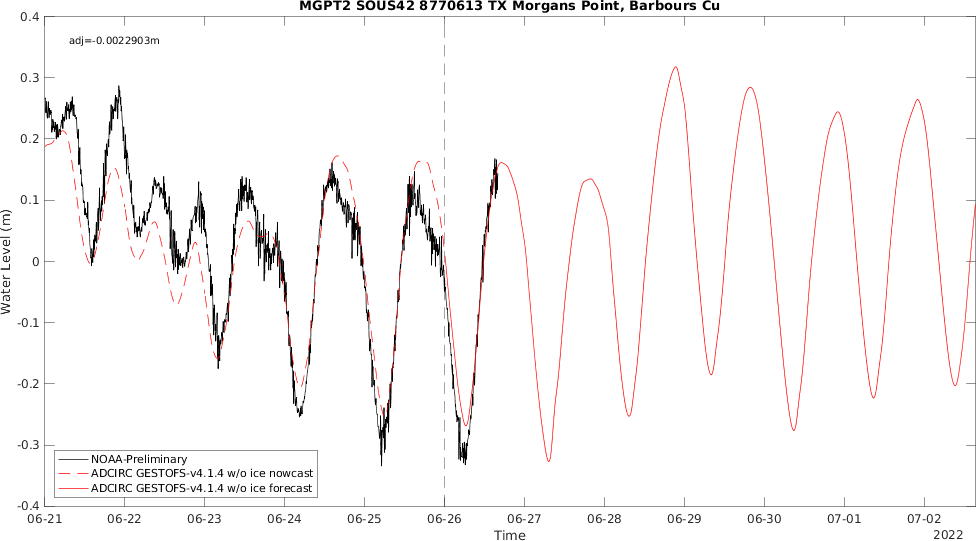 MGPT2 SOUS42 8770613 TX Morgans Point, Barbours Cu
adj=-0.0022903m
0.4
0.3
0.2
0.1
0
-0.1
-0.2
-0.3
-0.4
Water Level (m)
NOAA-Preliminary
ADCIRC GESTOFS-v4.1.4 w/o ice nowcast
ADCIRC GESTOFS-v4.1.4 w/o ice forecast
06-21 06-22 06-23 06-24 06-25 06-26 06-27 06-28 06-29 06-30 07-01 07-02
Time
2022